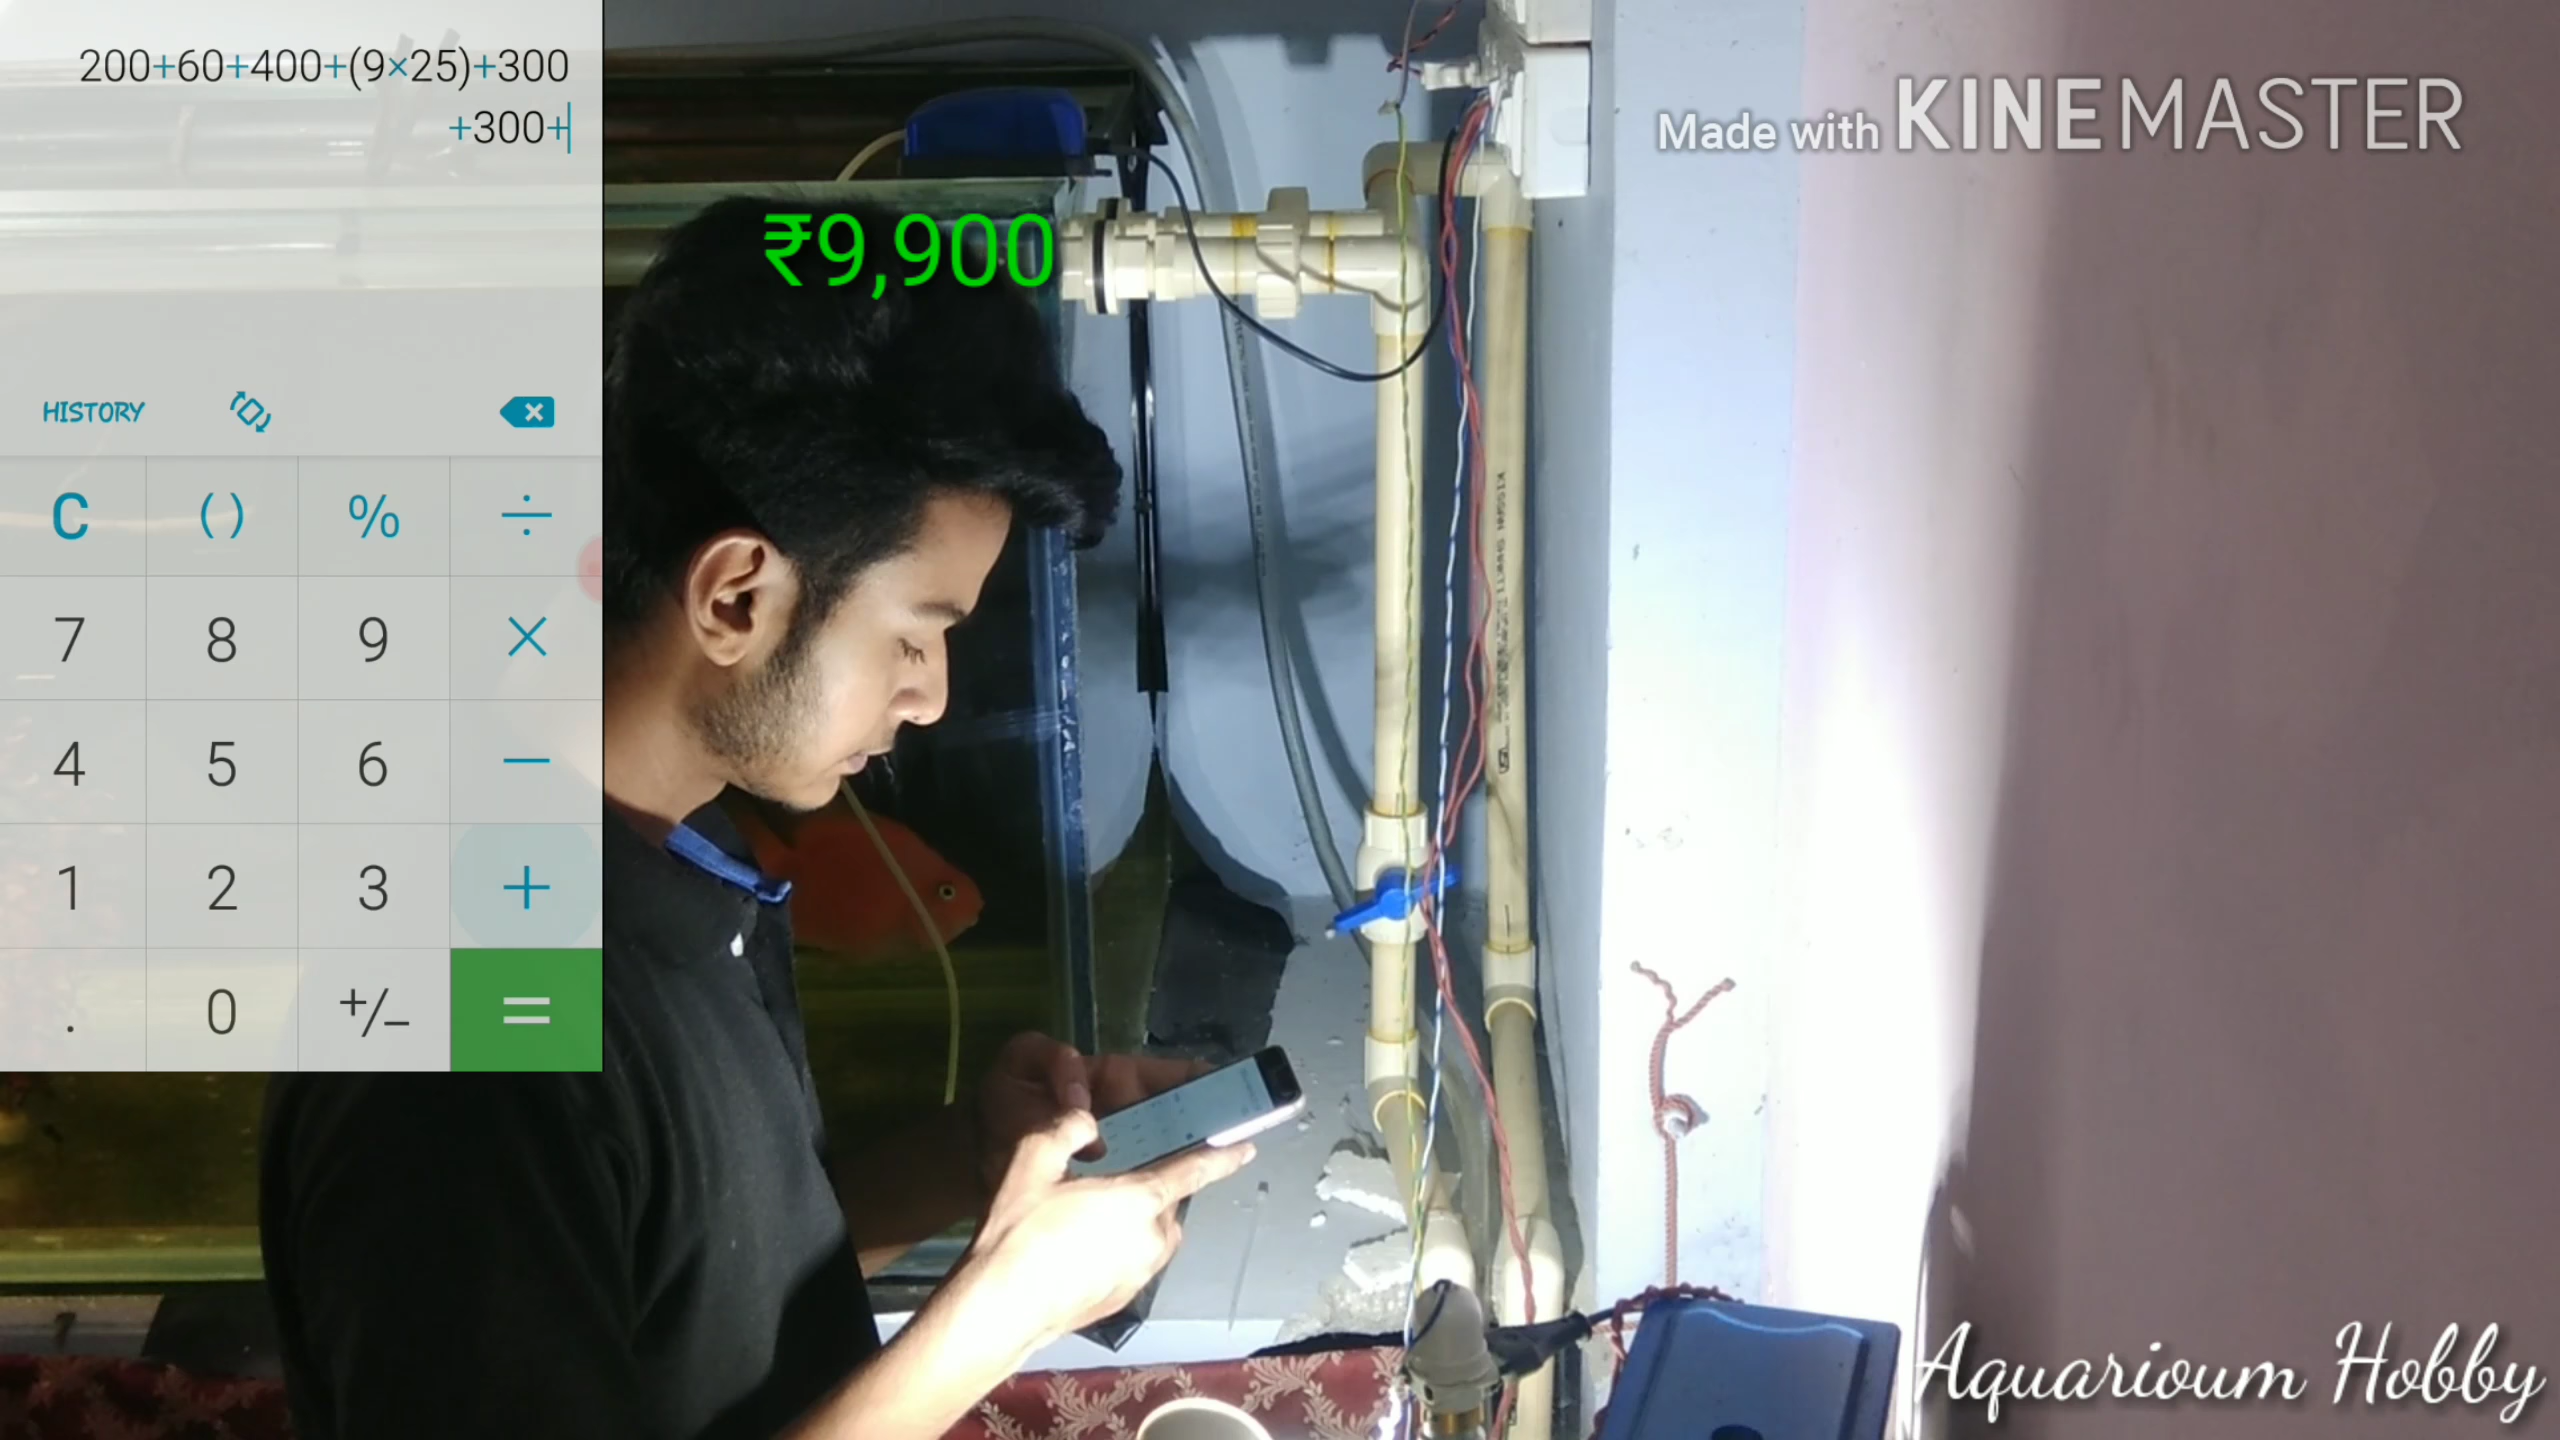 200+60+400+(9×25)+300
+300+
₹9,900
Made with KINEMASTER
HISTORY
C ( ) % ÷
7 8 9 ×
4 5 6 −
1 2 3 +
. 0 +/− =
Aquarioum Hobby